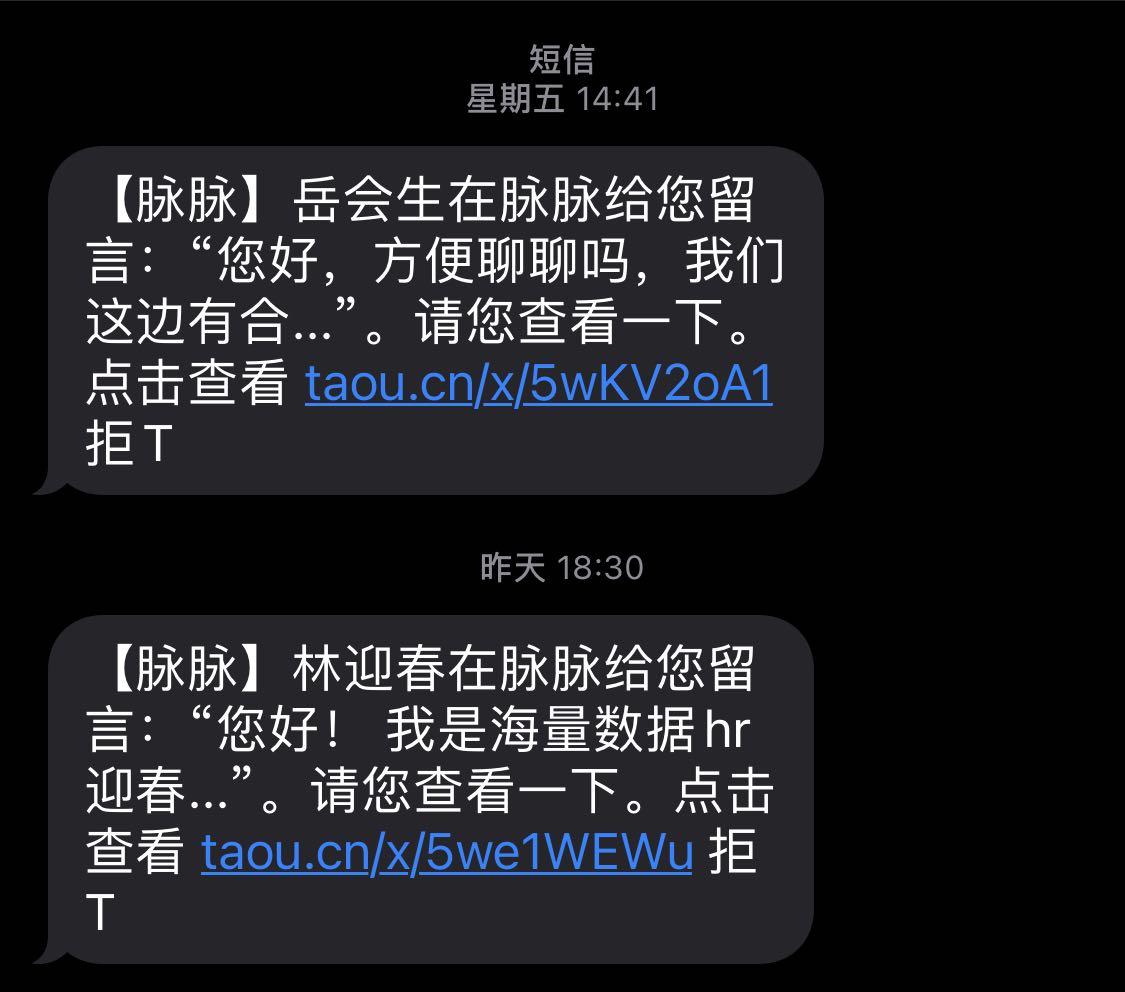 短信
星期五 14:41
【脉脉】岳会生在脉脉给您留
言：“您好，方便聊聊吗，我们
这边有合...”。请您查看一下。
点击查看 taou.cn/x/5wKV2oA1
拒T
昨天 18:30
【脉脉】林迎春在脉脉给您留
言：“您好！ 我是海量数据hr
迎春...”。请您查看一下。点击
查看 taou.cn/x/5we1WEWu 拒
T